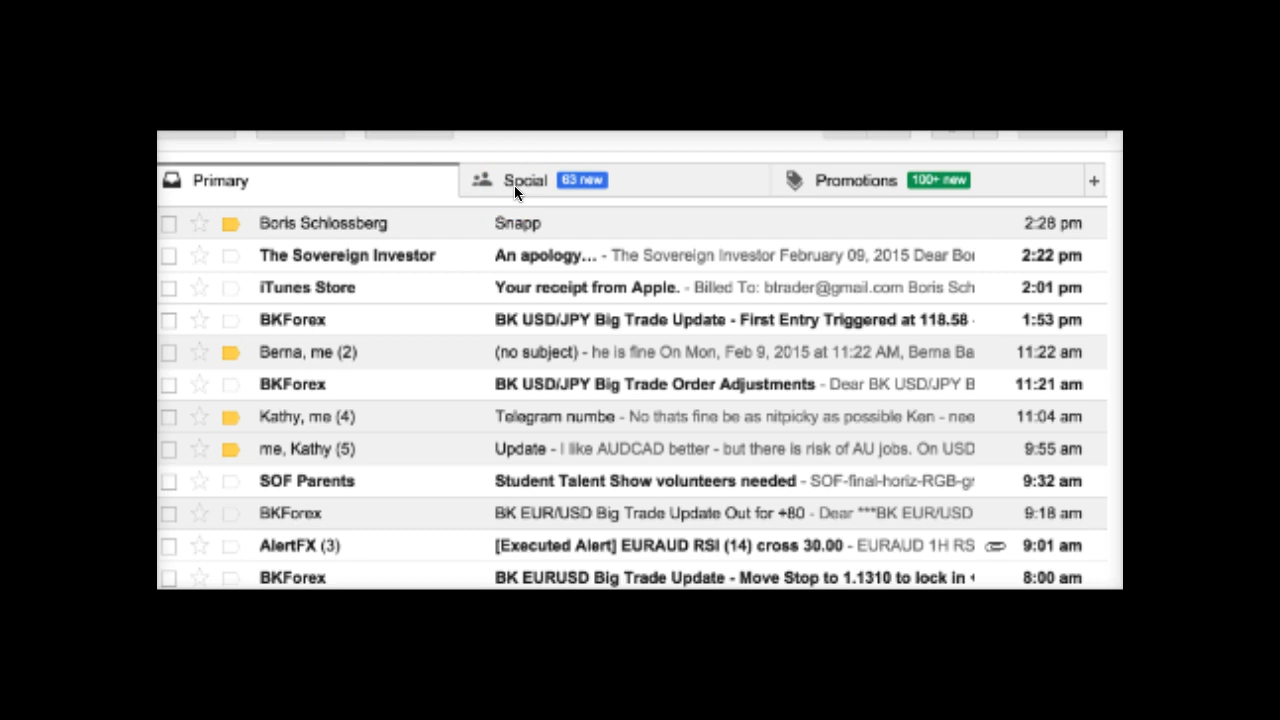 Primary Social 63 new Promotions 100+ new +
Boris Schlossberg Snapp 2:28 pm
The Sovereign Investor An apology... - The Sovereign Investor February 09, 2015 Dear Bor 2:22 pm
iTunes Store Your receipt from Apple. - Billed To: btrader@gmail.com Boris Sch 2:01 pm
BKForex BK USD/JPY Big Trade Update - First Entry Triggered at 118.58 - 1:53 pm
Berna, me (2) (no subject) - he is fine On Mon, Feb 9, 2015 at 11:22 AM, Berna Ba 11:22 am
BKForex BK USD/JPY Big Trade Order Adjustments - Dear BK USD/JPY B 11:21 am
Kathy, me (4) Telegram numbe - No thats fine be as nitpicky as possible Ken - nee 11:04 am
me, Kathy (5) Update - I like AUDCAD better - but there is risk of AU jobs. On USD 9:55 am
SOF Parents Student Talent Show volunteers needed - SOF-final-horiz-RGB-gr 9:32 am
BKForex BK EUR/USD Big Trade Update Out for +80 - Dear ***BK EUR/USD 9:18 am
AlertFX (3) [Executed Alert] EURAUD RSI (14) cross 30.00 - EURAUD 1H RS 9:01 am
BKForex BK EURUSD Big Trade Update - Move Stop to 1.1310 to lock in + 8:00 am